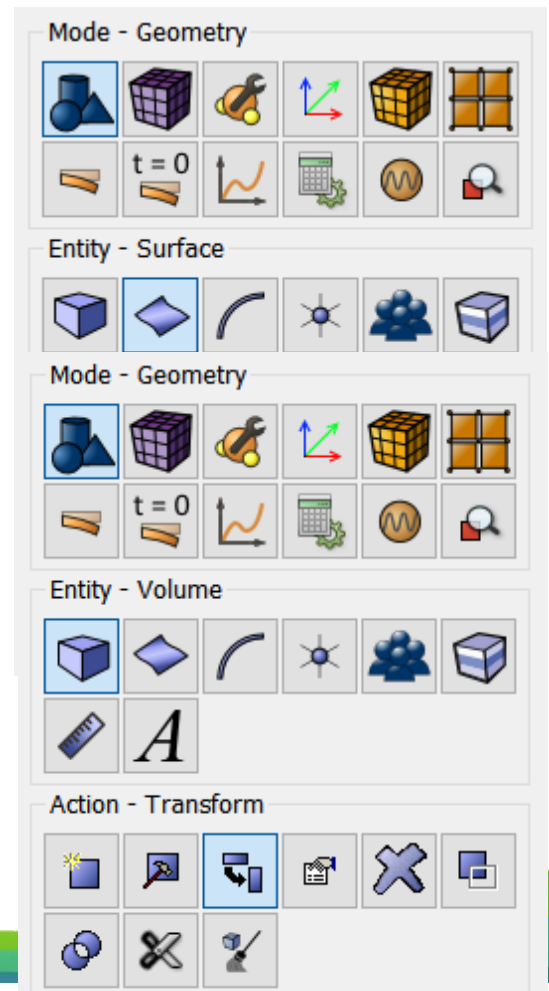 Mode - Geometry
t = 0
Entity - Surface
Mode - Geometry
t = 0
Entity - Volume
A
Action - Transform